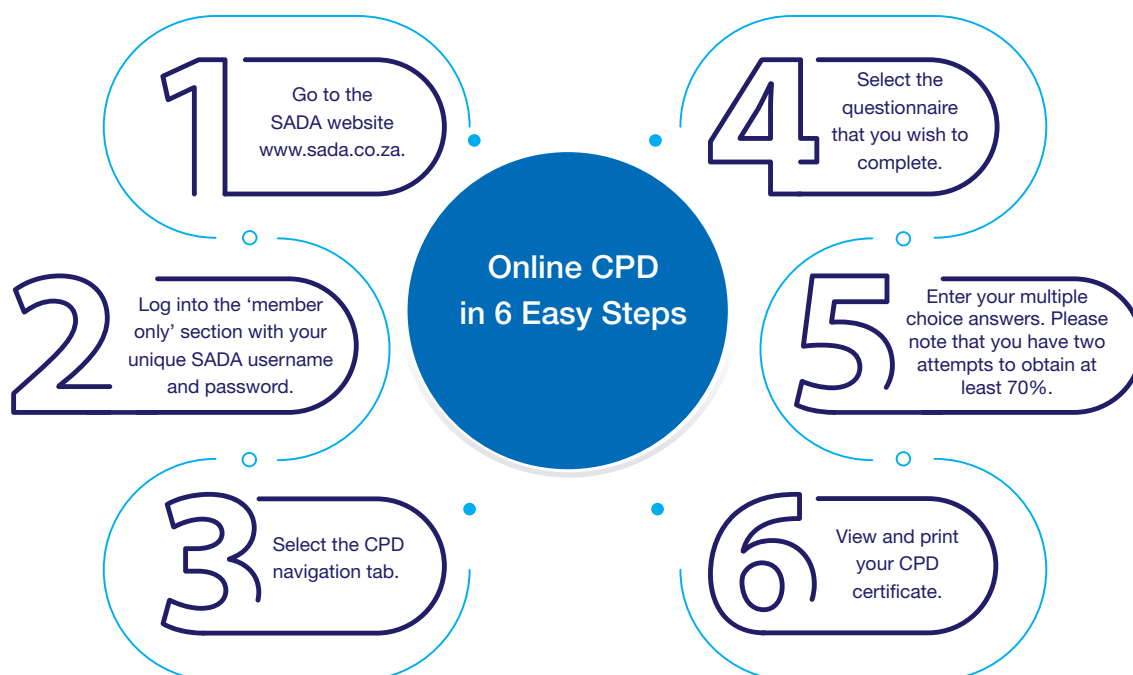 Online CPD
in 6 Easy Steps
1
Go to the
SADA website
www.sada.co.za.
2
Log into the ‘member
only’ section with your
unique SADA username
and password.
3
Select the CPD
navigation tab.
4
Select the
questionnaire
that you wish to
complete.
5
Enter your multiple
choice answers. Please
note that you have two
attempts to obtain at
least 70%.
6
View and print
your CPD
certificate.